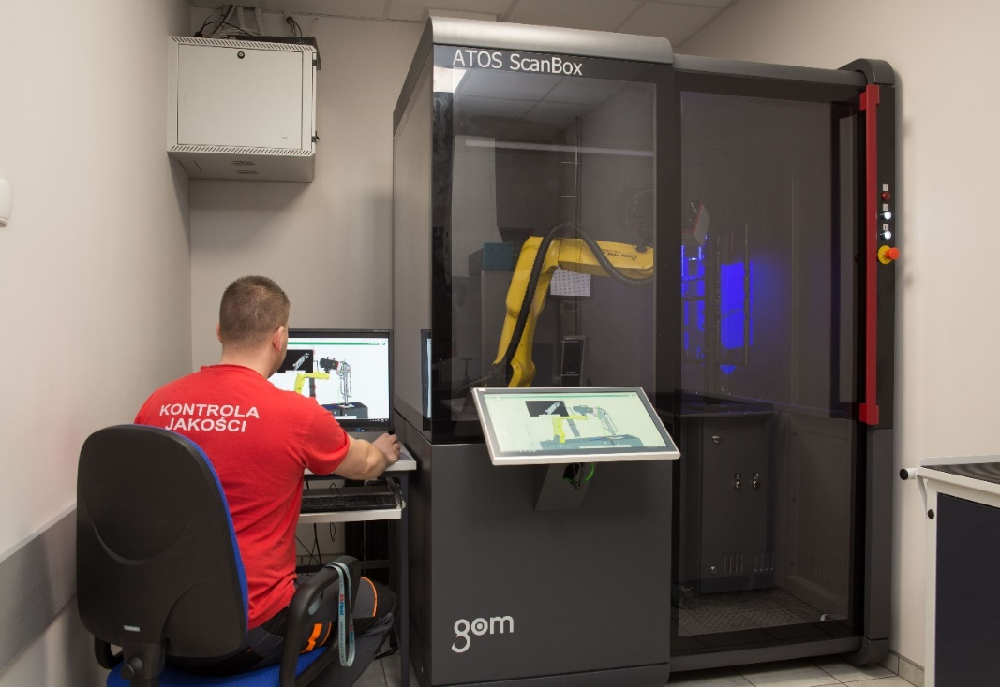 ATOS ScanBox
KONTROLA
JAKOŚCI
gom